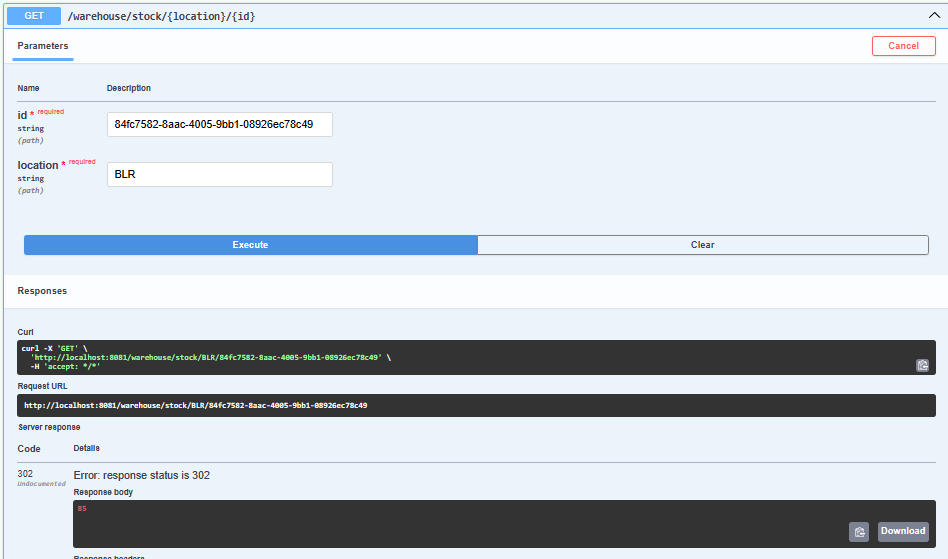 GET /warehouse/stock/{location}/{id}
Parameters
Cancel
Name Description
id * required
string
(path)
84fc7582-8aac-4005-9bb1-08926ec78c49
location * required
string
(path)
BLR
Execute Clear
Responses
Curl
curl -X 'GET' \
'http://localhost:8081/warehouse/stock/BLR/84fc7582-8aac-4005-9bb1-08926ec78c49' \
-H 'accept: */*'
Request URL
http://localhost:8081/warehouse/stock/BLR/84fc7582-8aac-4005-9bb1-08926ec78c49
Server response
Code Details
302
Undocumented
Error: response status is 302
Response body
85
Download
Response headers